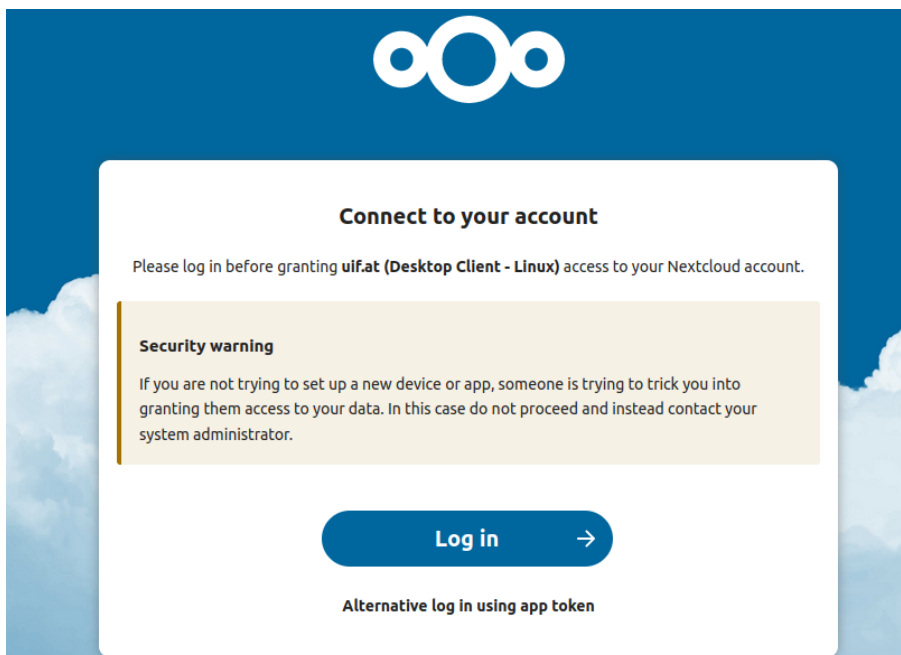 Connect to your account
Please log in before granting uif.at (Desktop Client - Linux) access to your Nextcloud account.
Security warning
If you are not trying to set up a new device or app, someone is trying to trick you into
granting them access to your data. In this case do not proceed and instead contact your
system administrator.
Log in
Alternative log in using app token